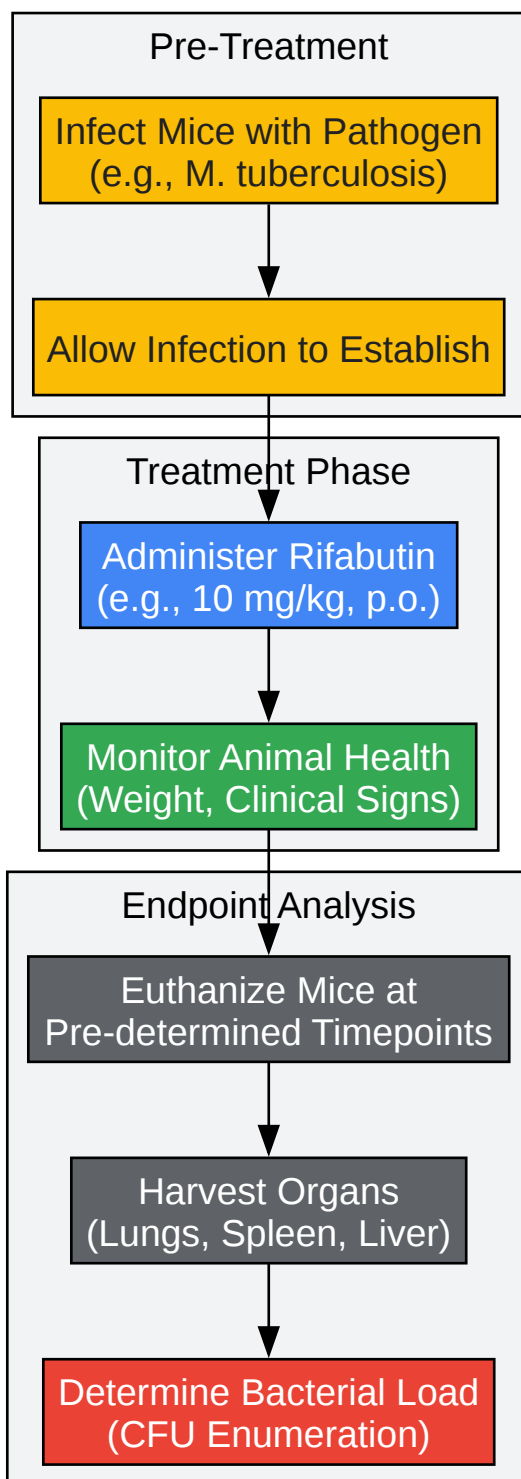 Pre-Treatment
Infect Mice with Pathogen
(e.g., M. tuberculosis)
Allow Infection to Establish
Treatment Phase
Administer Rifabutin
(e.g., 10 mg/kg, p.o.)
Monitor Animal Health
(Weight, Clinical Signs)
Endpoint Analysis
Euthanize Mice at
Pre-determined Timepoints
Harvest Organs
(Lungs, Spleen, Liver)
Determine Bacterial Load
(CFU Enumeration)